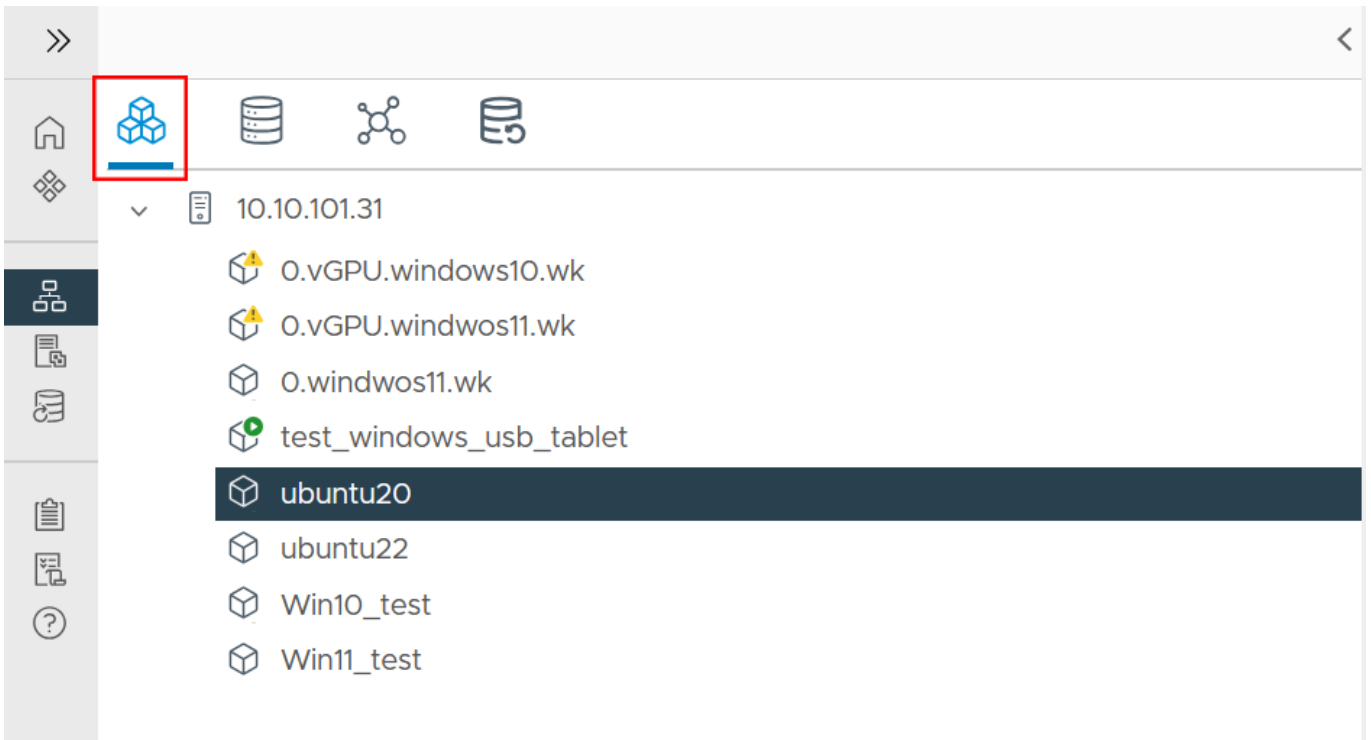 10.10.101.31
0.vGPU.windows10.wk
0.vGPU.windwos11.wk
0.windwos11.wk
test_windows_usb_tablet
ubuntu20
ubuntu22
Win10_test
Win11_test